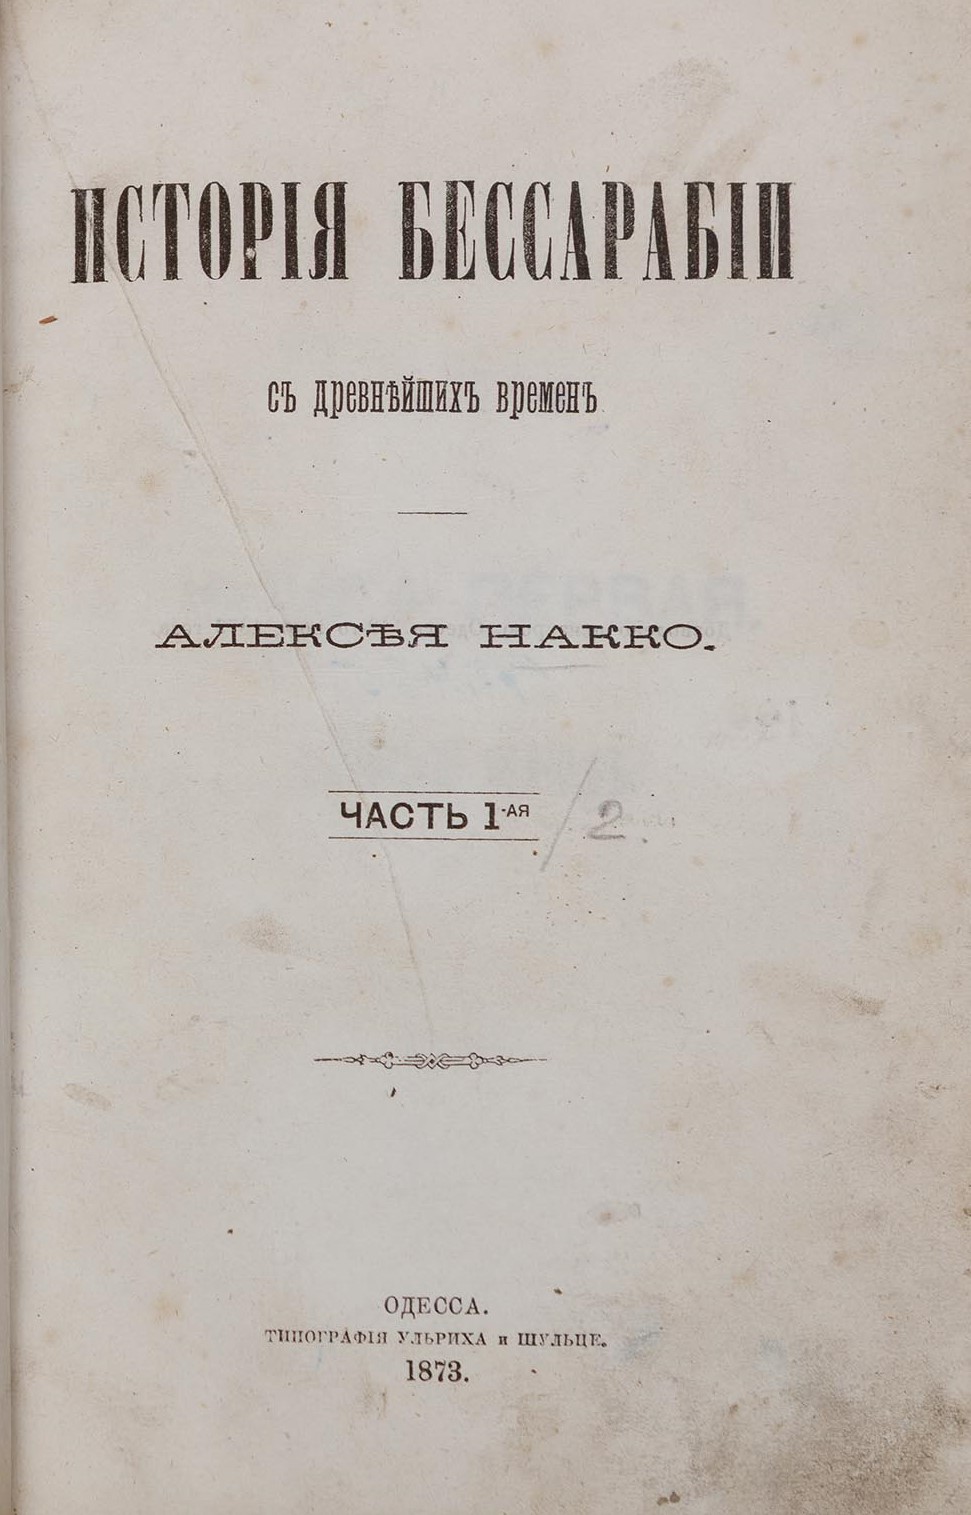 ИСТОРІЯ БЕССАРАБІИ
съ древнѣйшихъ временъ
АЛЕКСѢЯ НАККО.
ЧАСТЬ 1-АЯ / 2.
ОДЕССА.
ТИПОГРАФІЯ УЛЬРИХА и ШУЛЬЦЕ.
1873.